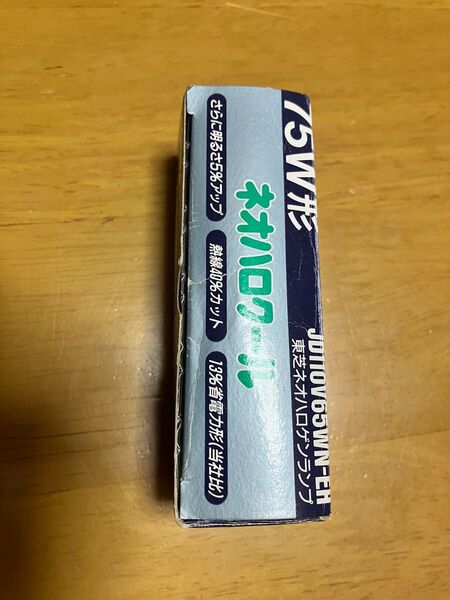 75W形
JD110V65WN-EH
東芝ネオハロゲンランプ
ネオハロクール
さらに明るさ5%アップ
熱線40%カット
13%省電力形(当社比)